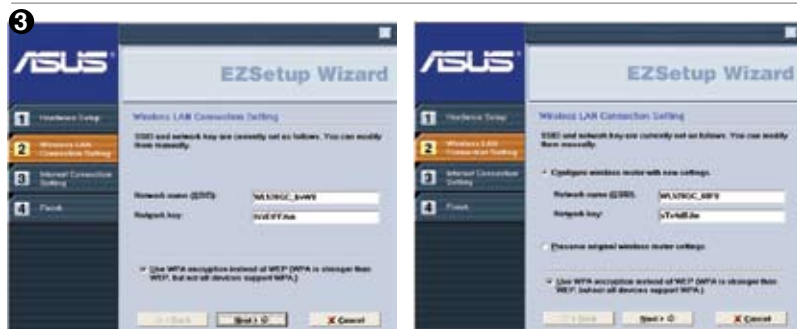 3
ASUS
EZSetup Wizard
1 Hardware Setup
2 Wireless LAN
Connection Setting
3 Internet Connection
Setting
4 Finish
Wireless LAN Connection Setting
SSID and network key are currently set as follows. You can modify
them manually.
Network name (SSID):
Network key:
Use WPA encryption instead of WEP (WPA is stronger than
WEP, but not all devices support WPA.)
< Back
Next >
Cancel
ASUS
EZSetup Wizard
1 Hardware Setup
2 Wireless LAN
Connection Setting
3 Internet Connection
Setting
4 Finish
Wireless LAN Connection Setting
SSID and network key are currently set as follows. You can modify
them manually.
Configure wireless router with new settings.
Network name (SSID):
Network key:
Preserve original wireless router settings.
Use WPA encryption instead of WEP (WPA is stronger than
WEP, but not all devices support WPA.)
< Back
Next >
Cancel